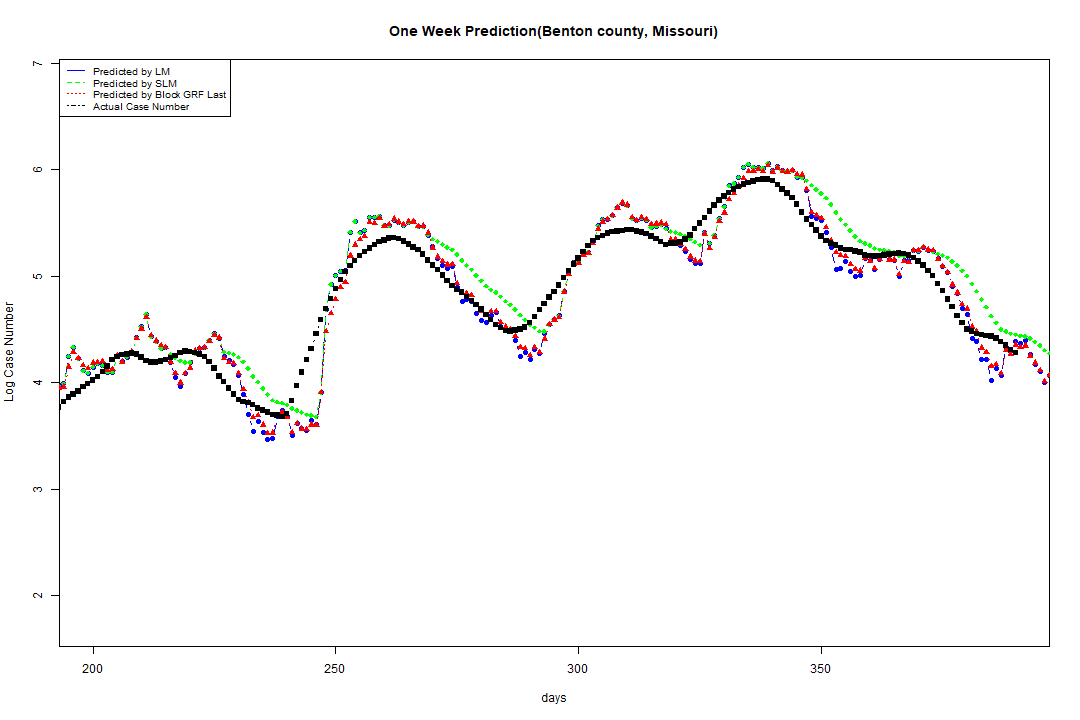 One Week Prediction(Benton county, Missouri)
Predicted by LM
Predicted by SLM
Predicted by Block GRF Last
Actual Case Number
7
6
5
4
3
2
Log Case Number
200
250
300
350
days